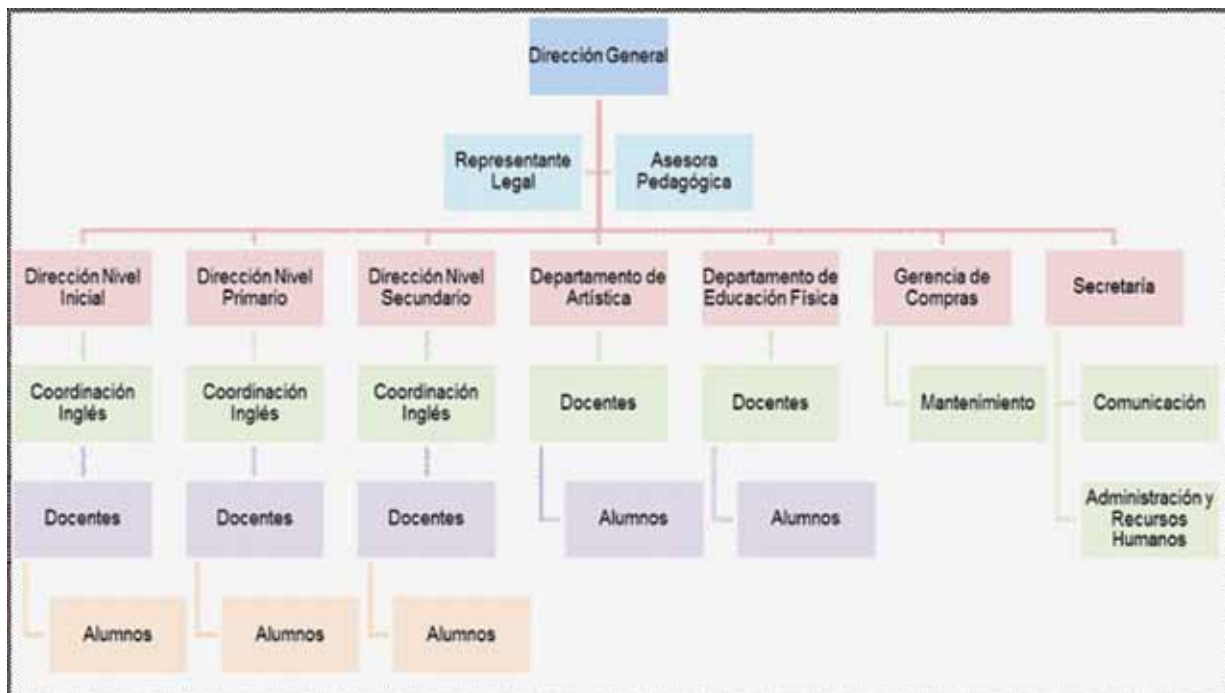 Dirección General
Representante
Legal
Asesora
Pedagógica
Dirección Nivel
Inicial
Dirección Nivel
Primario
Dirección Nivel
Secundario
Departamento de
Artística
Departamento de
Educación Física
Gerencia de
Compras
Secretaría
Coordinación
Inglés
Coordinación
Inglés
Coordinación
Inglés
Docentes
Docentes
Mantenimiento
Comunicación
Docentes
Docentes
Docentes
Alumnos
Alumnos
Administración y
Recursos
Humanos
Alumnos
Alumnos
Alumnos